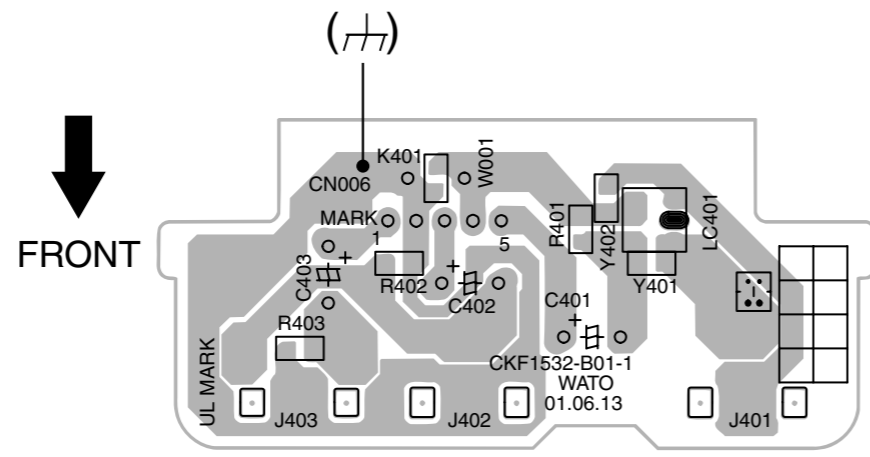 ( )
K401
W001
CN006
MARK
1
5
R401
Y402
LC401
FRONT
C403
+
R402
+
C402
C401
+
Y401
R403
UL MARK
CKF1532-B01-1
WATO
01.06.13
J403
J402
J401